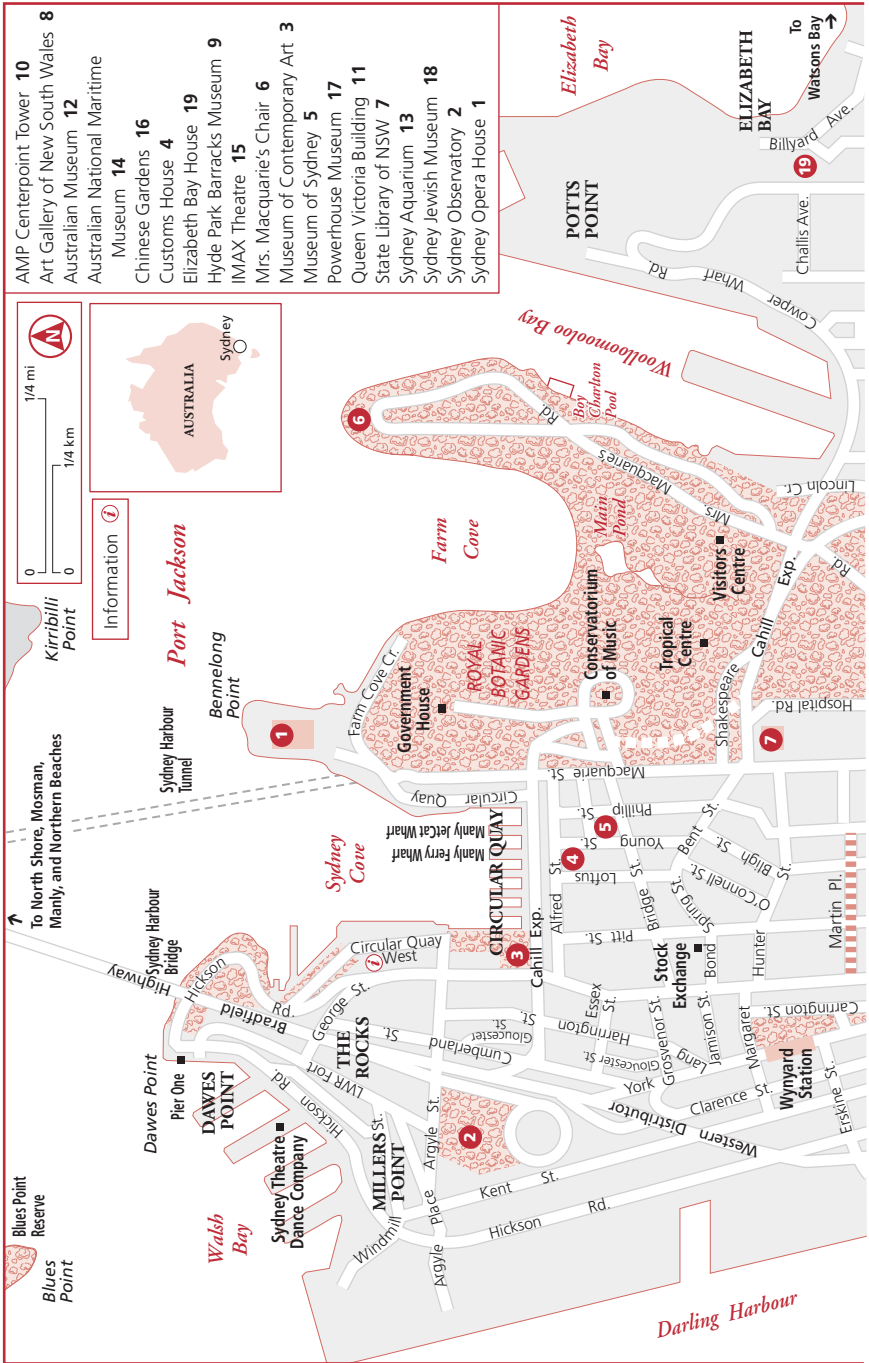 AMP Centerpoint Tower 10
Art Gallery of New South Wales 8
Australian Museum 12
Australian National Maritime
Museum 14
Chinese Gardens 16
Customs House 4
Elizabeth Bay House 19
Hyde Park Barracks Museum 9
IMAX Theatre 15
Mrs. Macquarie's Chair 6
Museum of Contemporary Art 3
Museum of Sydney 5
Powerhouse Museum 17
Queen Victoria Building 11
State Library of NSW 7
Sydney Aquarium 13
Sydney Jewish Museum 18
Sydney Observatory 2
Sydney Opera House 1
0 1/4 mi
0 1/4 km
N
AUSTRALIA
Sydney
Information i
Blues Point
Reserve
Blues
Point
To North Shore, Mosman,
Manly, and Northern Beaches
Kirribilli
Point
Port Jackson
Bennelong
Point
Sydney Harbour
Tunnel
Sydney Harbour
Bridge
Highway
Bradfield
Hickson
Rd.
Dawes Point
Pier One
DAWES
POINT
Walsh
Bay
Sydney Theatre
Dance Company
Hickson
Rd.
LWR Fort
St.
MILLERS
POINT
THE
ROCKS
George St.
i
Circular Quay
West
Sydney
Cove
Manly JetCat Wharf
Manly Ferry Wharf
CIRCULAR QUAY
Circular
Quay
1
Farm Cove Cr.
Government
House
ROYAL
BOTANIC
GARDENS
Farm
Cove
6
Mrs.
Macquarie's
Rd.
Boy
Charlton
Pool
Woolloomooloo Bay
Main
Pond
Conservatorium
of Music
Tropical
Centre
Visitors
Centre
Cahill
Exp.
Rd.
Lincoln Cr.
Shakespeare
Hospital Rd.
7
Macquarie St.
Phillip
St.
5
Young
St.
4
Loftus
Alfred
St.
Cahill Exp.
3
Pitt St.
Bridge
St.
Spring St.
Bent
St.
O'Connell St.
Bligh St.
Hunter
St.
Martin Pl.
Stock
Exchange
Bond
Essex
St.
Harrington
St.
Gloucester
St.
Cumberland
St.
Gloucester St.
Grosvenor St.
Jamison St.
Lang
York
Margaret
Carrington St.
Wynyard
Station
Erskine St.
Clarence St.
Western Distributor
2
Argyle
St.
Argyle
Place
Windmill
Kent
St.
Hickson
Rd.
Darling Harbour
POTTS
POINT
Cowper
Wharf
Rd.
Challis Ave.
19
Billyard Ave.
ELIZABETH
BAY
Elizabeth
Bay
To
Watsons Bay